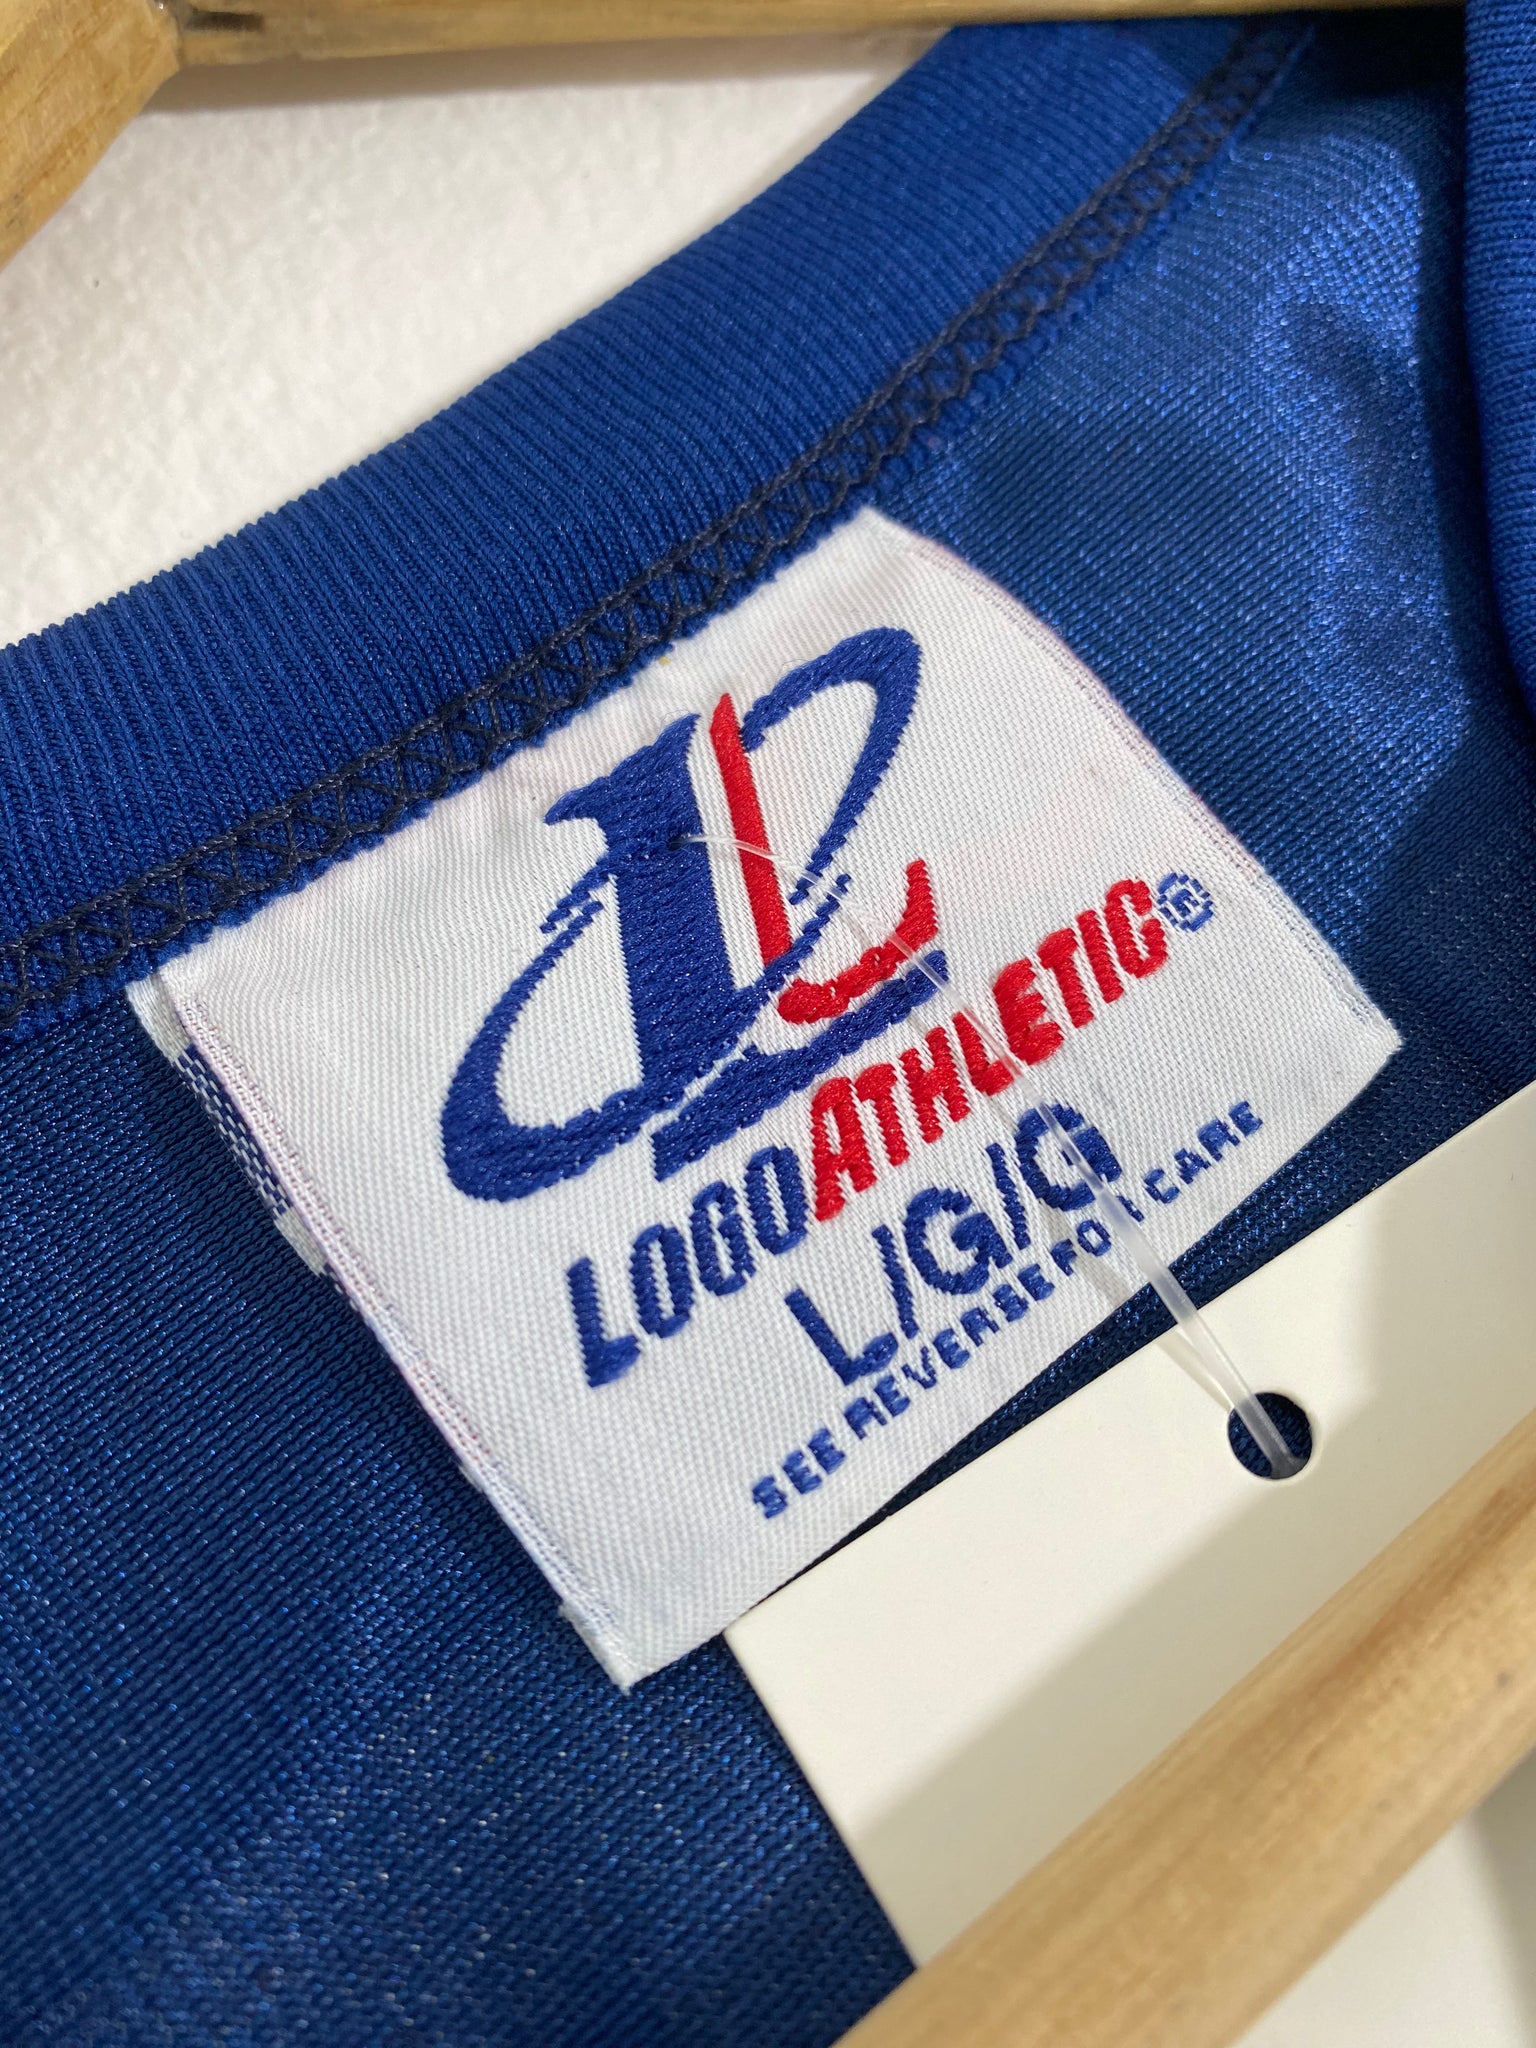 LOGOATHLETIC®
L/G/G
SEE REVERSE FOR CARE